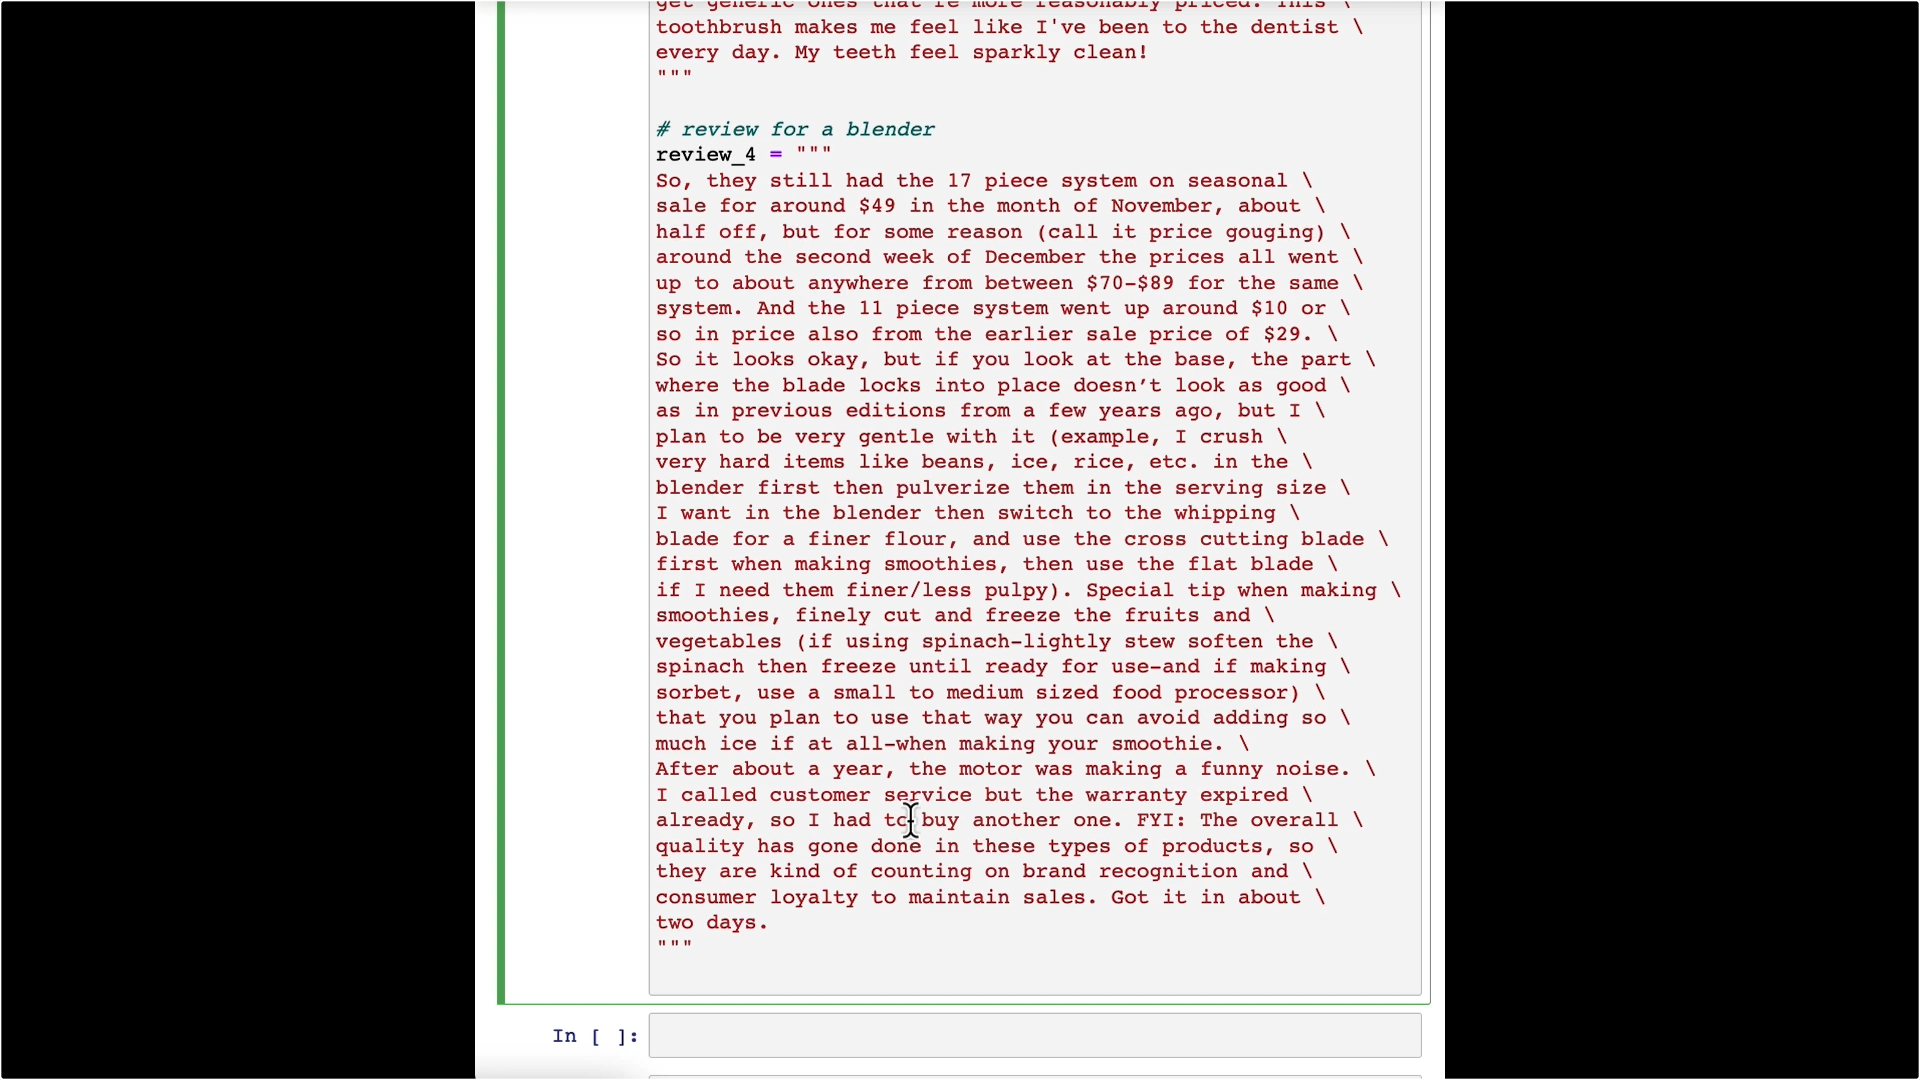 get generic ones that're more reasonably priced. This \
toothbrush makes me feel like I've been to the dentist \
every day. My teeth feel sparkly clean!
"""
# review for a blender
review_4 = """
So, they still had the 17 piece system on seasonal \
sale for around $49 in the month of November, about \
half off, but for some reason (call it price gouging) \
around the second week of December the prices all went \
up to about anywhere from between $70-$89 for the same \
system. And the 11 piece system went up around $10 or \
so in price also from the earlier sale price of $29. \
So it looks okay, but if you look at the base, the part \
where the blade locks into place doesn’t look as good \
as in previous editions from a few years ago, but I \
plan to be very gentle with it (example, I crush \
very hard items like beans, ice, rice, etc. in the \
blender first then pulverize them in the serving size \
I want in the blender then switch to the whipping \
blade for a finer flour, and use the cross cutting blade \
first when making smoothies, then use the flat blade \
if I need them finer/less pulpy). Special tip when making \
smoothies, finely cut and freeze the fruits and \
vegetables (if using spinach-lightly stew soften the \
spinach then freeze until ready for use-and if making \
sorbet, use a small to medium sized food processor) \
that you plan to use that way you can avoid adding so \
much ice if at all-when making your smoothie. \
After about a year, the motor was making a funny noise. \
I called customer service but the warranty expired \
already, so I had to buy another one. FYI: The overall \
quality has gone done in these types of products, so \
they are kind of counting on brand recognition and \
consumer loyalty to maintain sales. Got it in about \
two days.
"""
In [ ]: